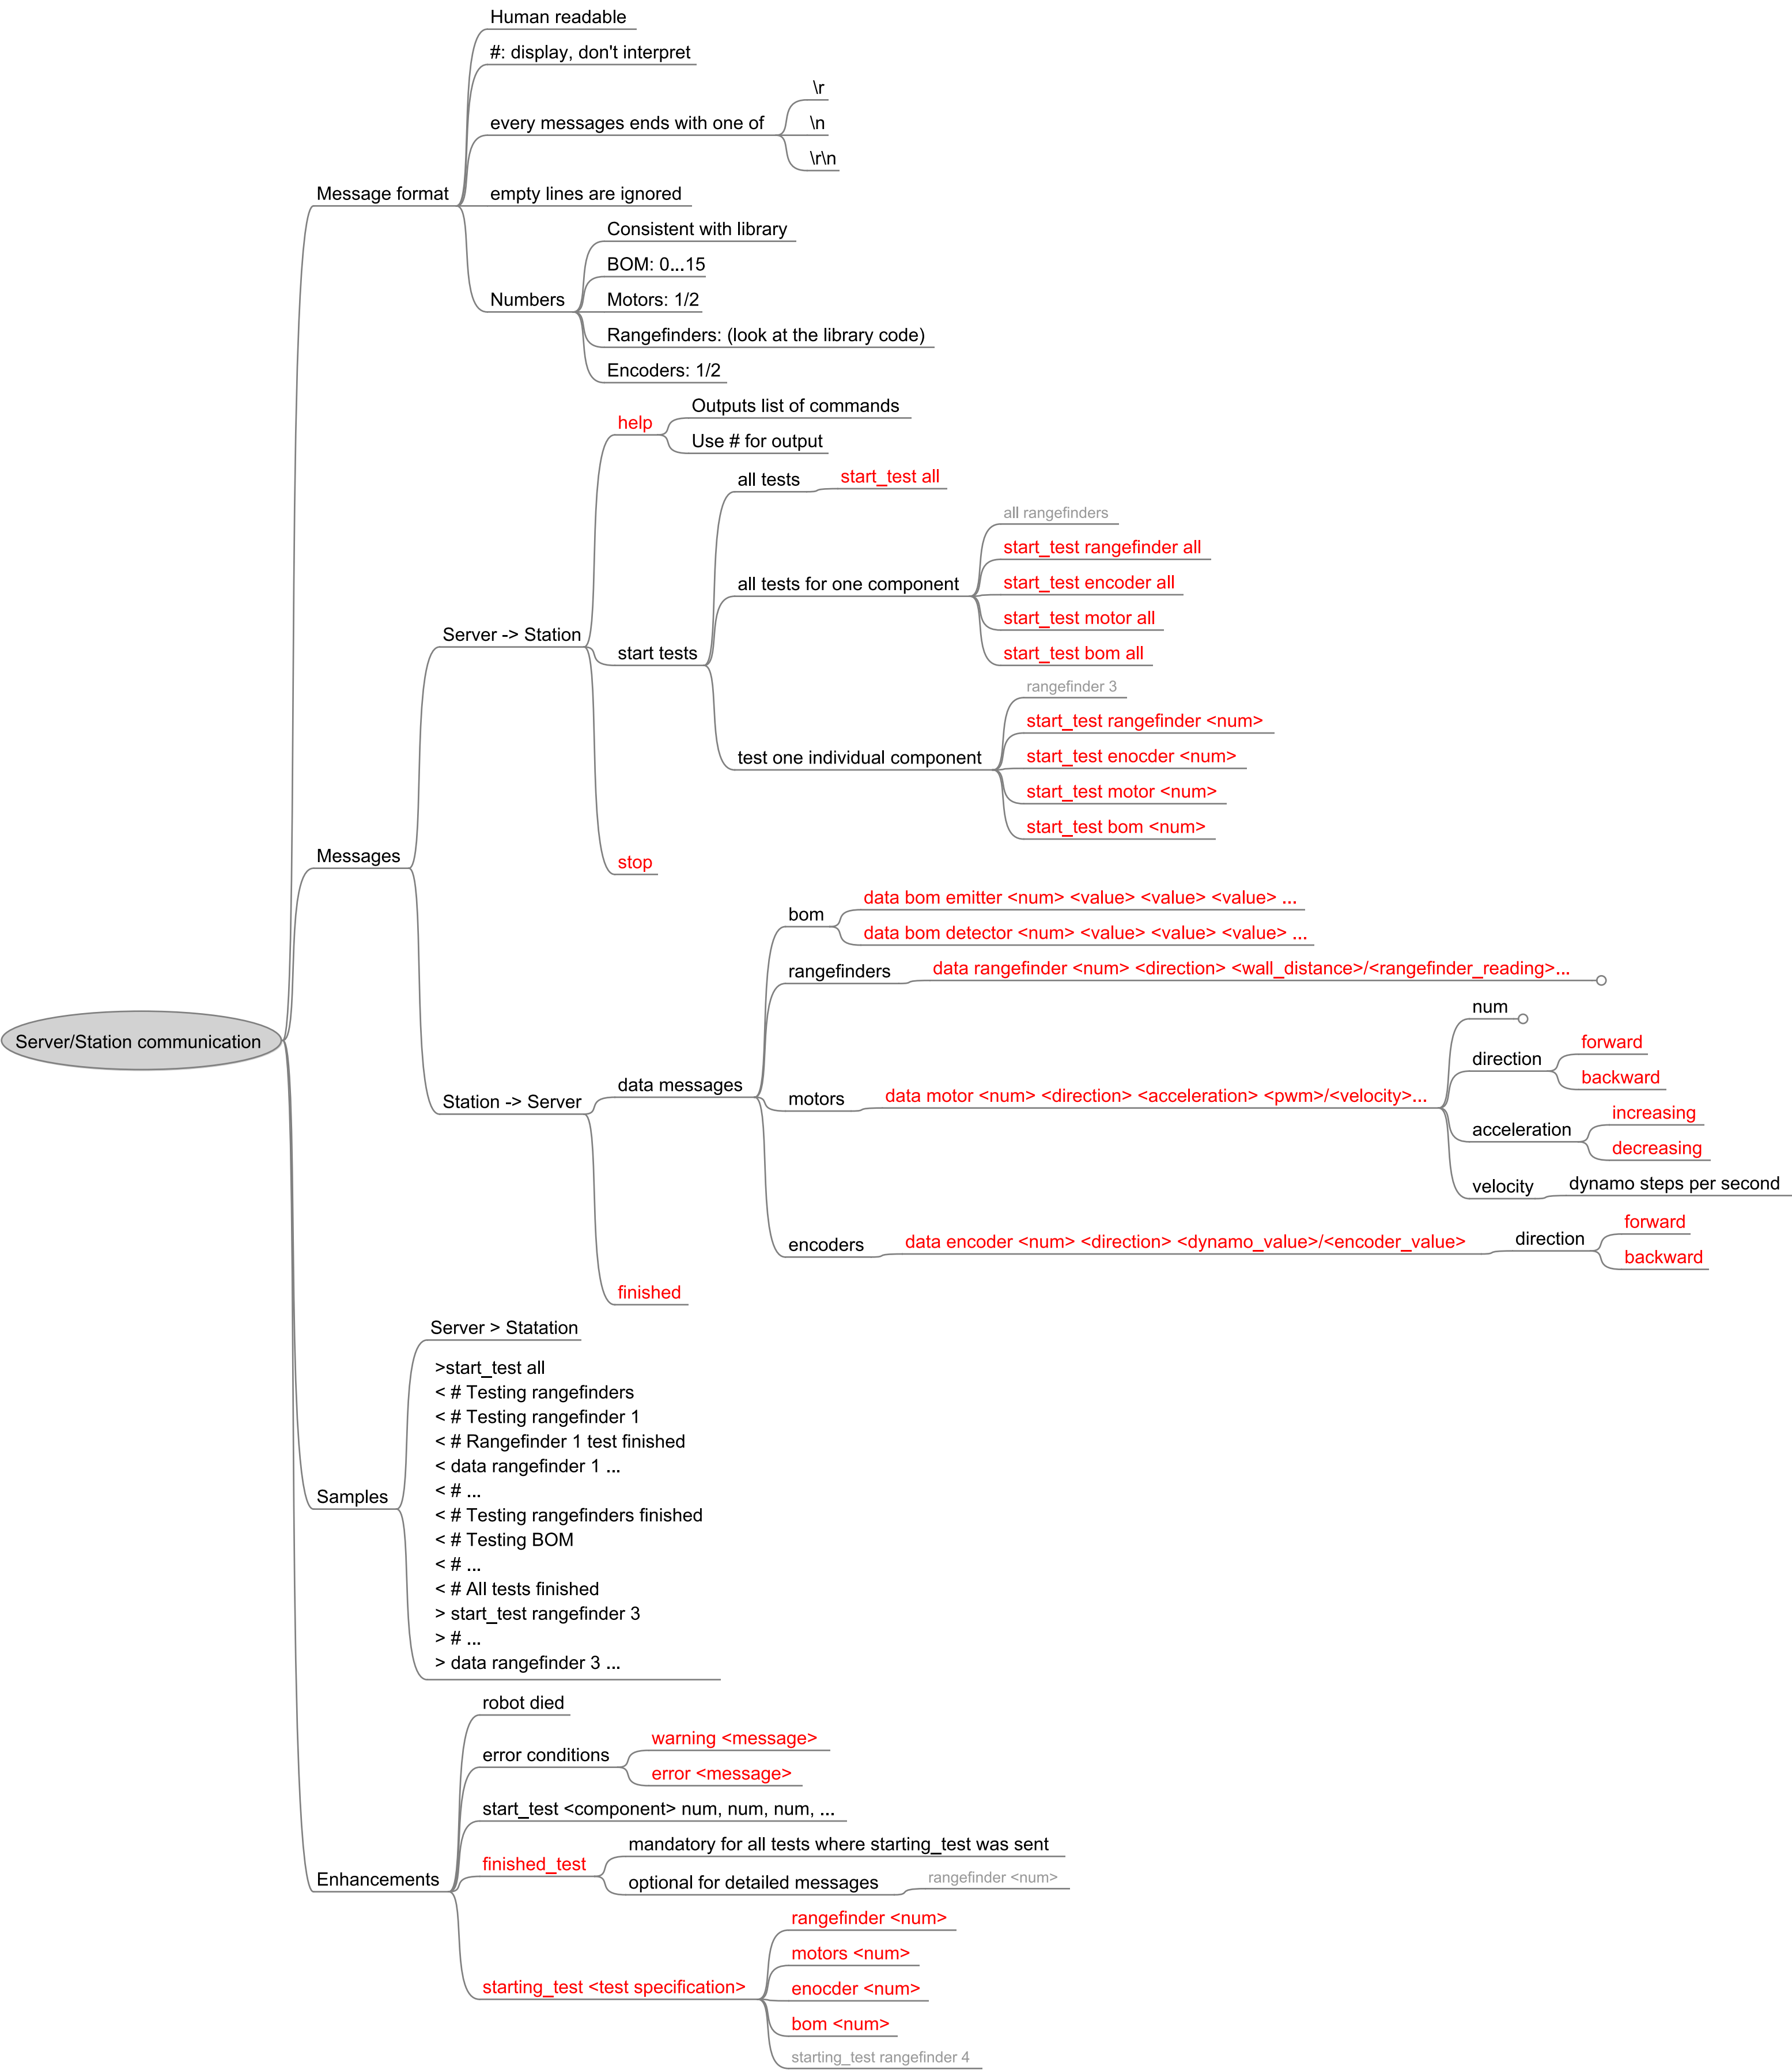 Human readable
#: display, don't interpret
\r
every messages ends with one of
\n
\r\n
Message format
empty lines are ignored
Consistent with library
BOM: 0...15
Numbers
Motors: 1/2
Rangefinders: (look at the library code)
Encoders: 1/2
Outputs list of commands
help
Use # for output
all tests
start_test all
all rangefinders
start_test rangefinder all
all tests for one component
start_test encoder all
start_test motor all
Server -> Station
start tests
start_test bom all
rangefinder 3
start_test rangefinder <num>
test one individual component
start_test enocder <num>
start_test motor <num>
start_test bom <num>
Messages
stop
data bom emitter <num> <value> <value> <value> ...
bom
data bom detector <num> <value> <value> <value> ...
rangefinders
data rangefinder <num> <direction> <wall_distance>/<rangefinder_reading>...
num
Server/Station communication
forward
direction
backward
data messages
Station -> Server
motors
data motor <num> <direction> <acceleration> <pwm>/<velocity>...
increasing
acceleration
decreasing
velocity
dynamo steps per second
forward
encoders
data encoder <num> <direction> <dynamo_value>/<encoder_value>
direction
backward
finished
Server > Statation
>start_test all
< # Testing rangefinders
< # Testing rangefinder 1
< # Rangefinder 1 test finished
< data rangefinder 1 ...
< # ...
Samples
< # Testing rangefinders finished
< # Testing BOM
< # ...
< # All tests finished
> start_test rangefinder 3
> # ...
> data rangefinder 3 ...
robot died
warning <message>
error conditions
error <message>
start_test <component> num, num, num, ...
mandatory for all tests where starting_test was sent
finished_test
Enhancements
optional for detailed messages
rangefinder <num>
rangefinder <num>
motors <num>
starting_test <test specification>
enocder <num>
bom <num>
starting_test rangefinder 4